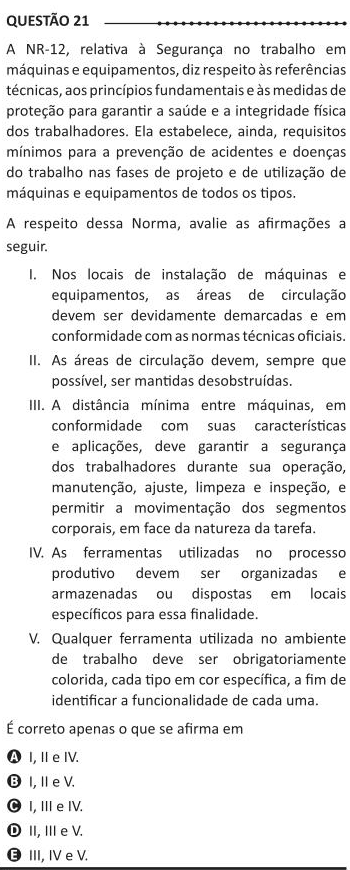 QUESTÃO 21
A NR-12, relativa à Segurança no trabalho em
máquinas e equipamentos, diz respeito às referências
técnicas, aos princípios fundamentais e às medidas de
proteção para garantir a saúde e a integridade física
dos trabalhadores. Ela estabelece, ainda, requisitos
mínimos para a prevenção de acidentes e doenças
do trabalho nas fases de projeto e de utilização de
máquinas e equipamentos de todos os tipos.
A respeito dessa Norma, avalie as afirmações a
seguir.
I. Nos locais de instalação de máquinas e
equipamentos, as áreas de circulação
devem ser devidamente demarcadas e em
conformidade com as normas técnicas oficiais.
II. As áreas de circulação devem, sempre que
possível, ser mantidas desobstruídas.
III. A distância mínima entre máquinas, em
conformidade com suas características
e aplicações, deve garantir a segurança
dos trabalhadores durante sua operação,
manutenção, ajuste, limpeza e inspeção, e
permitir a movimentação dos segmentos
corporais, em face da natureza da tarefa.
IV. As ferramentas utilizadas no processo
produtivo devem ser organizadas e
armazenadas ou dispostas em locais
específicos para essa finalidade.
V. Qualquer ferramenta utilizada no ambiente
de trabalho deve ser obrigatoriamente
colorida, cada tipo em cor específica, a fim de
identificar a funcionalidade de cada uma.
É correto apenas o que se afirma em
A I, II e IV.
B I, II e V.
C I, III e IV.
D II, III e V.
E III, IV e V.